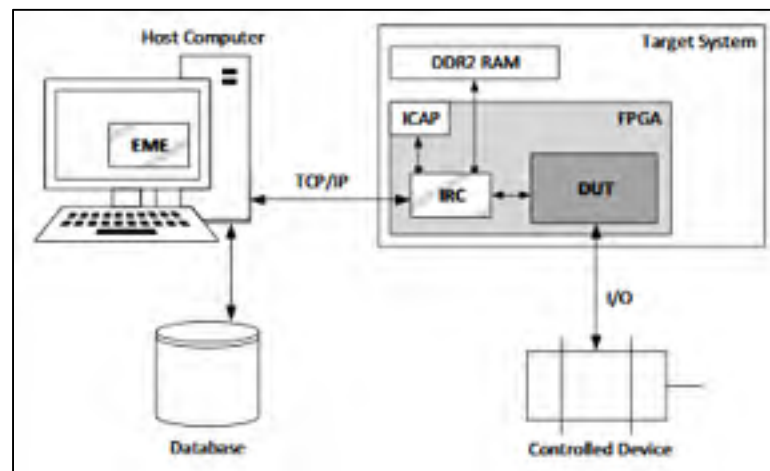 Host Computer
Target System
DDR2 RAM
ICAP
FPGA
EME
TCP/IP
IRC
DUT
I/O
Database
Controlled Device